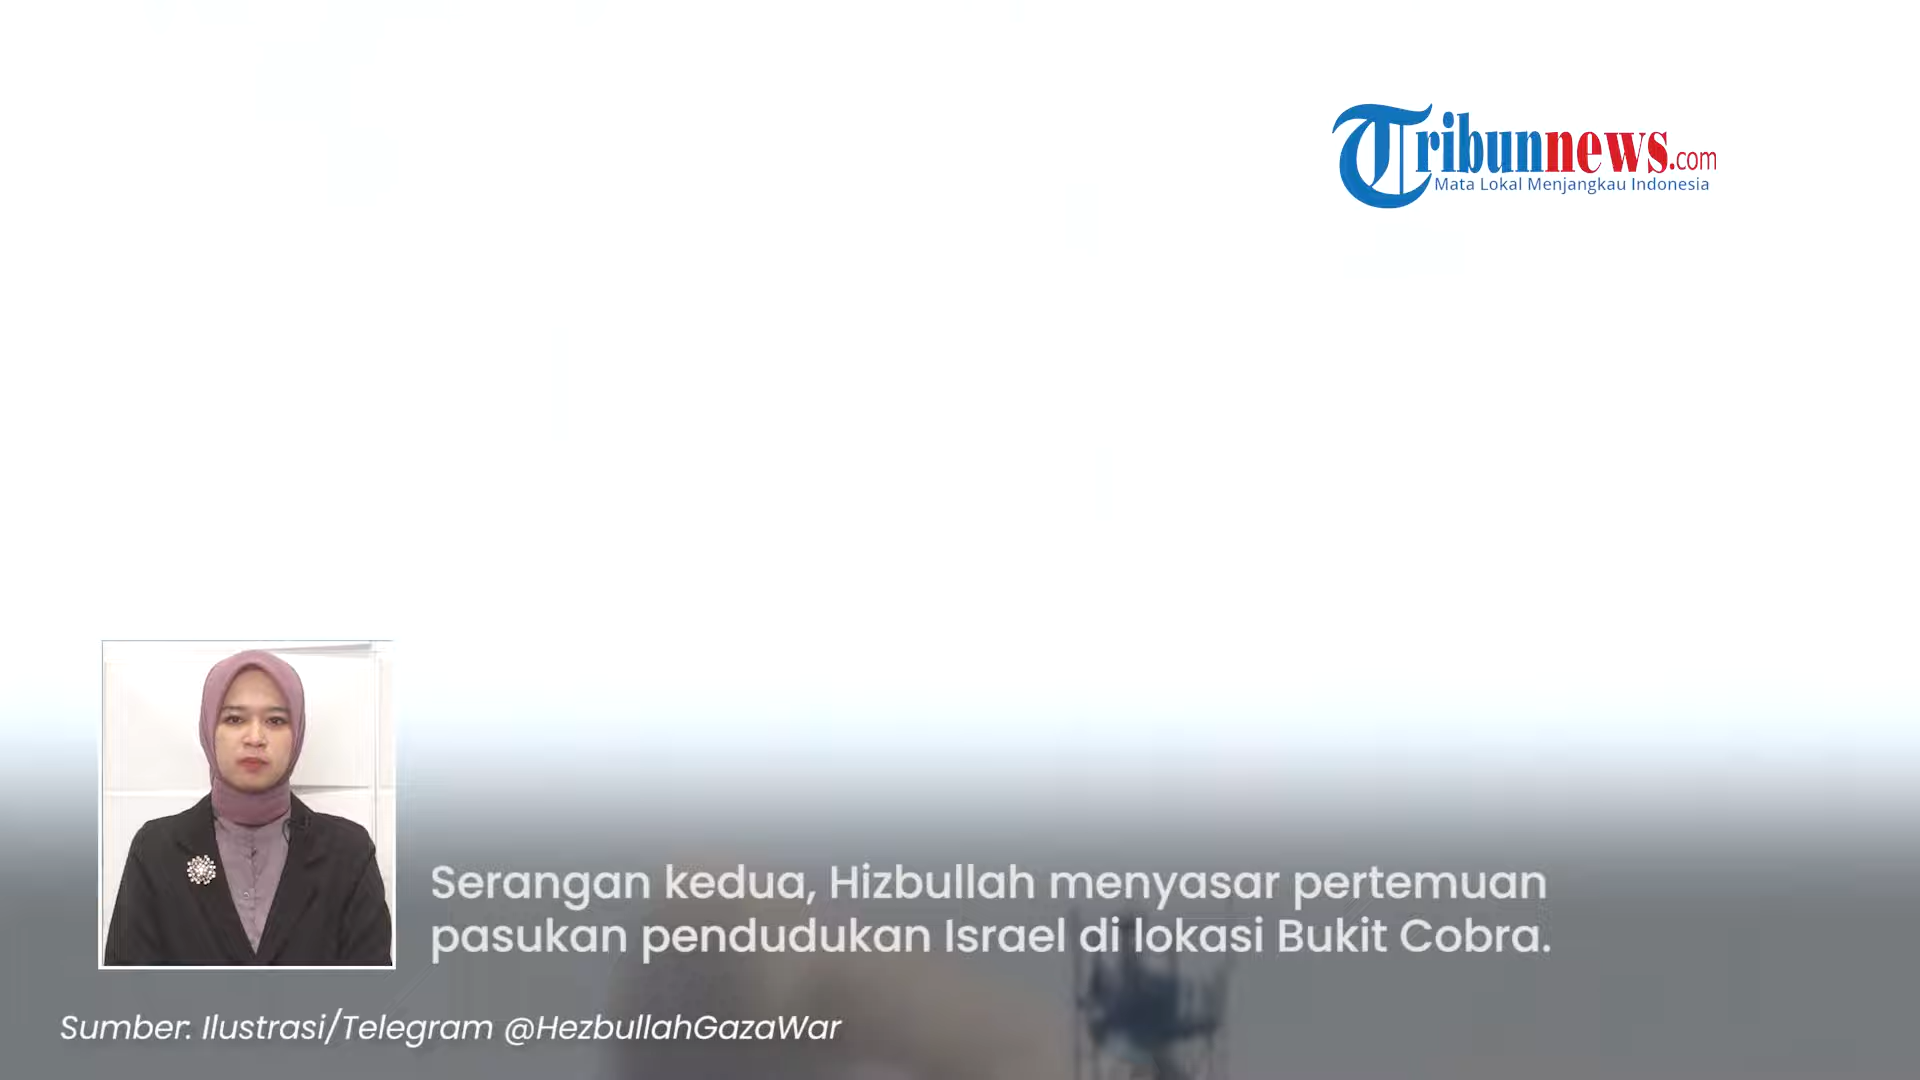 Tribunnews.com
Mata Lokal Menjangkau Indonesia
Serangan kedua, Hizbullah menyasar pertemuan
pasukan pendudukan Israel di lokasi Bukit Cobra.
Sumber: Ilustrasi/Telegram @HezbullahGazaWar